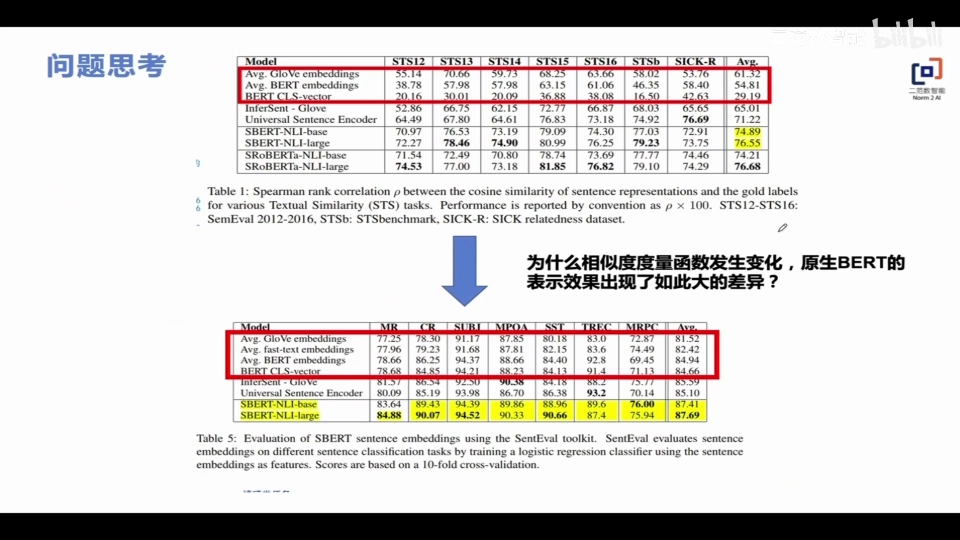 问题思考
bilibili
二范数智能
Norm 2 AI
Model STS12 STS13 STS14 STS15 STS16 STSb SICK-R Avg.
Avg. GloVe embeddings 55.14 70.66 59.73 68.25 63.66 58.02 53.76 61.32
Avg. BERT embeddings 38.78 57.98 57.98 63.15 61.06 46.35 58.40 54.81
BERT CLS-vector 20.16 30.01 20.09 36.88 38.08 16.50 42.63 29.19
InferSent - Glove 52.86 66.75 62.15 72.77 66.87 68.03 65.65 65.01
Universal Sentence Encoder 64.49 67.80 64.61 76.83 73.18 74.92 76.69 71.22
SBERT-NLI-base 70.97 76.53 73.19 79.09 74.30 77.03 72.91 74.89
SBERT-NLI-large 72.27 78.46 74.90 80.99 76.25 79.23 73.75 76.55
SRoBERTa-NLI-base 71.54 72.49 70.80 78.74 73.69 77.77 74.46 74.21
SRoBERTa-NLI-large 74.53 77.00 73.18 81.85 76.82 79.10 74.29 76.68
Table 1: Spearman rank correlation ρ between the cosine similarity of sentence representations and the gold labels
for various Textual Similarity (STS) tasks. Performance is reported by convention as ρ × 100. STS12-STS16:
SemEval 2012-2016, STSb: STSbenchmark, SICK-R: SICK relatedness dataset.
为什么相似度度量函数发生变化，原生BERT的
表示效果出现了如此大的差异？
Model MR CR SUBJ MPQA SST TREC MRPC Avg.
Avg. GloVe embeddings 77.25 78.30 91.17 87.85 80.18 83.0 72.87 81.52
Avg. fast-text embeddings 77.96 79.23 91.68 87.81 82.15 83.6 74.49 82.42
Avg. BERT embeddings 78.66 86.25 94.37 88.66 84.40 92.8 69.45 84.94
BERT CLS-vector 78.68 84.85 94.21 88.23 84.13 91.4 71.13 84.66
InferSent - GloVe 81.57 86.54 92.50 90.38 84.18 88.2 75.77 85.59
Universal Sentence Encoder 80.09 85.19 93.98 86.70 86.38 93.2 70.14 85.10
SBERT-NLI-base 83.64 89.43 94.39 89.86 88.96 89.6 76.00 87.41
SBERT-NLI-large 84.88 90.07 94.52 90.33 90.66 87.4 75.94 87.69
Table 5: Evaluation of SBERT sentence embeddings using the SentEval toolkit. SentEval evaluates sentence
embeddings on different sentence classification tasks by training a logistic regression classifier using the sentence
embeddings as features. Scores are based on a 10-fold cross-validation.